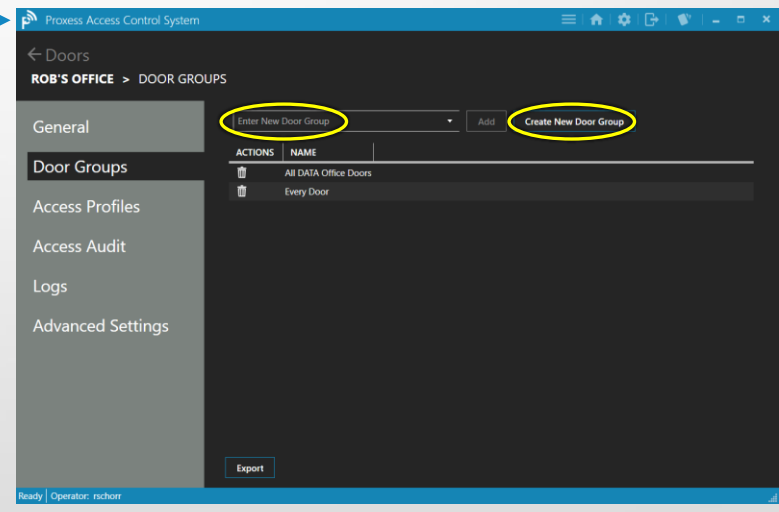 Proxess Access Control System
Doors
ROB'S OFFICE > DOOR GROUPS
General
Door Groups
Access Profiles
Access Audit
Logs
Advanced Settings
Enter New Door Group Add Create New Door Group
ACTIONS NAME
All DATA Office Doors
Every Door
Export
Ready Operator: rschorr